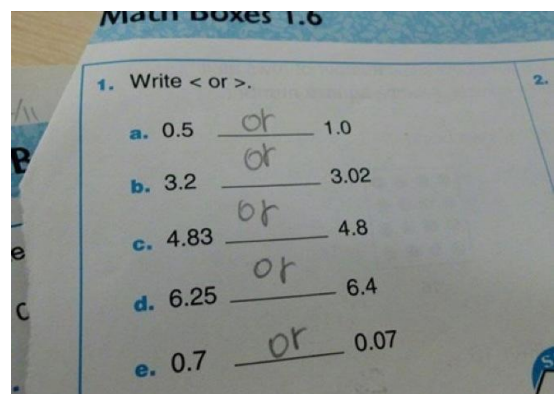 Math Boxes 1.6
1. Write < or >.
a. 0.5 or 1.0
b. 3.2 or 3.02
c. 4.83 or 4.8
d. 6.25 or 6.4
e. 0.7 or 0.07
2.
/11
B
e
C
S